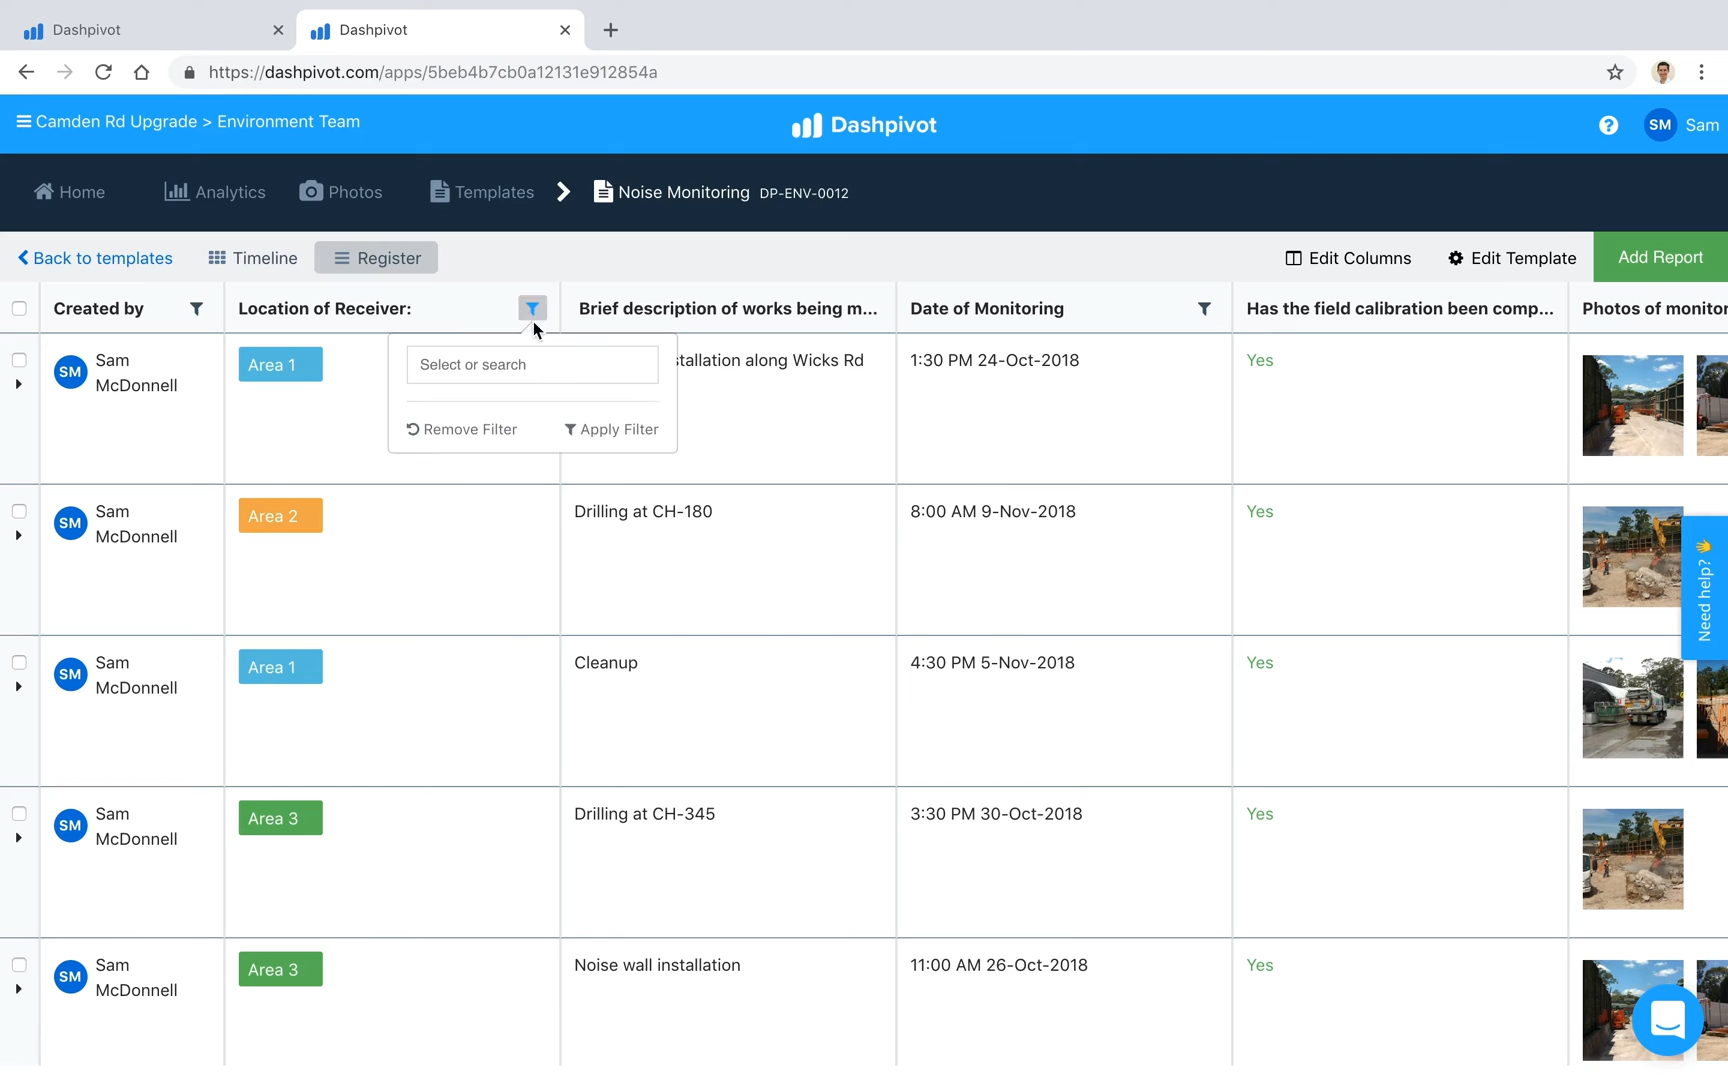 Dashpivot
Dashpivot
https://dashpivot.com/apps/5beb4b7cb0a12131e912854a
Camden Rd Upgrade > Environment Team
Dashpivot
SM Sam
Home Analytics Photos Templates Noise Monitoring DP-ENV-0012
Back to templates Timeline Register Edit Columns Edit Template Add Report
Created by Location of Receiver: Brief description of works being m... Date of Monitoring Has the field calibration been comp... Photos of monitor
SM Sam McDonnell Area 1 stallation along Wicks Rd 1:30 PM 24-Oct-2018 Yes
Select or search
Remove Filter Apply Filter
SM Sam McDonnell Area 2 Drilling at CH-180 8:00 AM 9-Nov-2018 Yes
Need help?
SM Sam McDonnell Area 1 Cleanup 4:30 PM 5-Nov-2018 Yes
SM Sam McDonnell Area 3 Drilling at CH-345 3:30 PM 30-Oct-2018 Yes
SM Sam McDonnell Area 3 Noise wall installation 11:00 AM 26-Oct-2018 Yes